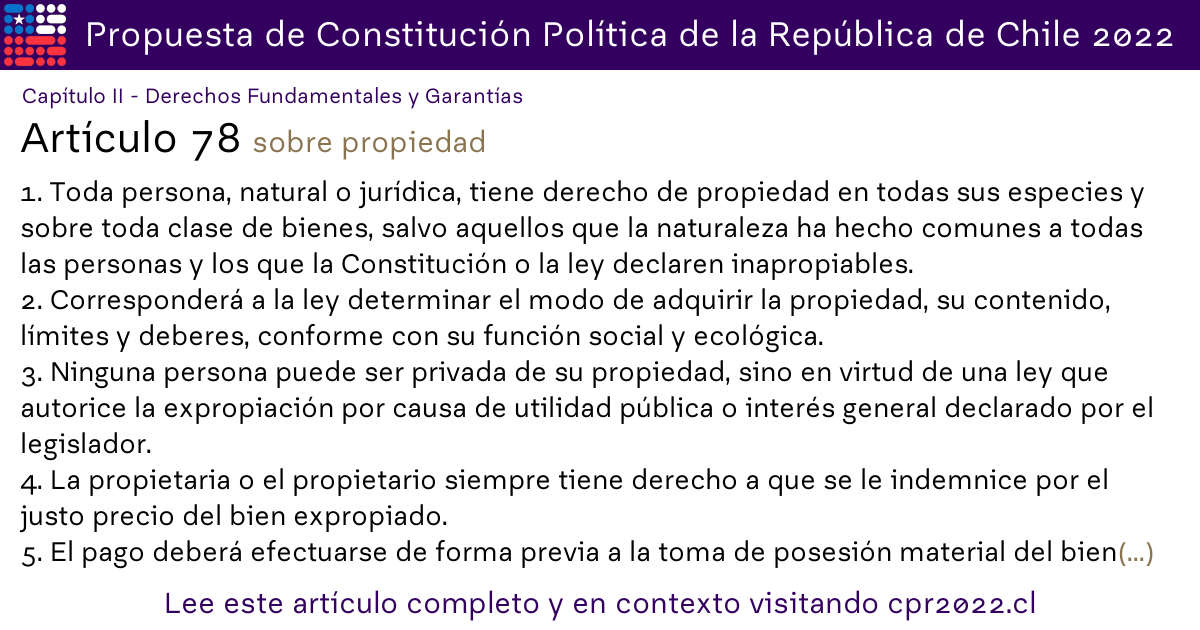 Propuesta de Constitución Política de la República de Chile 2022
Capítulo II - Derechos Fundamentales y Garantías
Artículo 78 sobre propiedad
1. Toda persona, natural o jurídica, tiene derecho de propiedad en todas sus especies y
sobre toda clase de bienes, salvo aquellos que la naturaleza ha hecho comunes a todas
las personas y los que la Constitución o la ley declaren inapropiables.
2. Corresponderá a la ley determinar el modo de adquirir la propiedad, su contenido,
límites y deberes, conforme con su función social y ecológica.
3. Ninguna persona puede ser privada de su propiedad, sino en virtud de una ley que
autorice la expropiación por causa de utilidad pública o interés general declarado por el
legislador.
4. La propietaria o el propietario siempre tiene derecho a que se le indemnice por el
justo precio del bien expropiado.
5. El pago deberá efectuarse de forma previa a la toma de posesión material del bien(...)
Lee este artículo completo y en contexto visitando cpr2022.cl